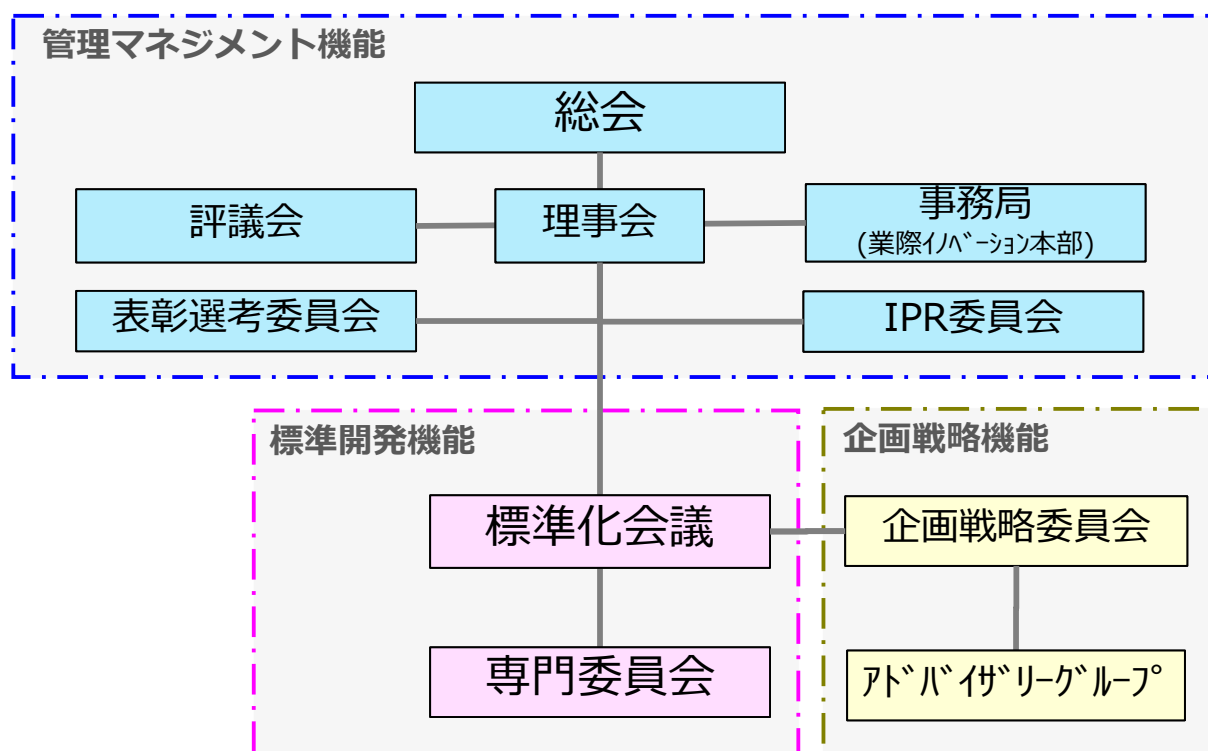 管理マネジメント機能
総会
評議会
理事会
事務局
(業際ｲﾉﾍﾞｰｼｮﾝ本部)
表彰選考委員会
IPR委員会
標準開発機能
企画戦略機能
標準化会議
企画戦略委員会
専門委員会
ｱﾄﾞﾊﾞｲｻﾞﾘｰｸﾞﾙｰﾌﾟ